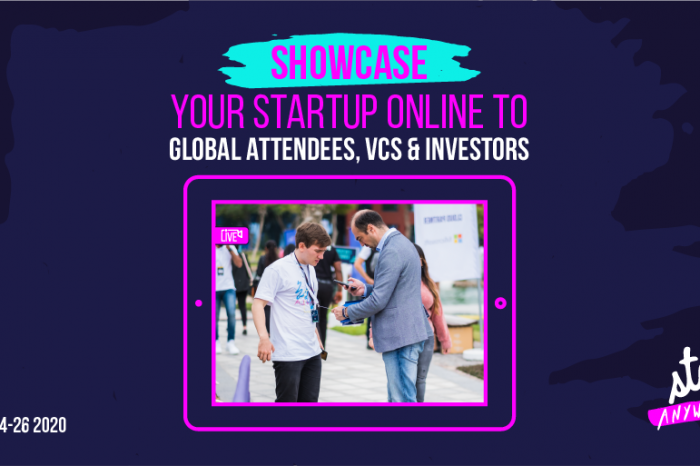 SHOWCASE
YOUR STARTUP ONLINE TO
GLOBAL ATTENDEES, VCS & INVESTORS
LIVE
4-26 2020